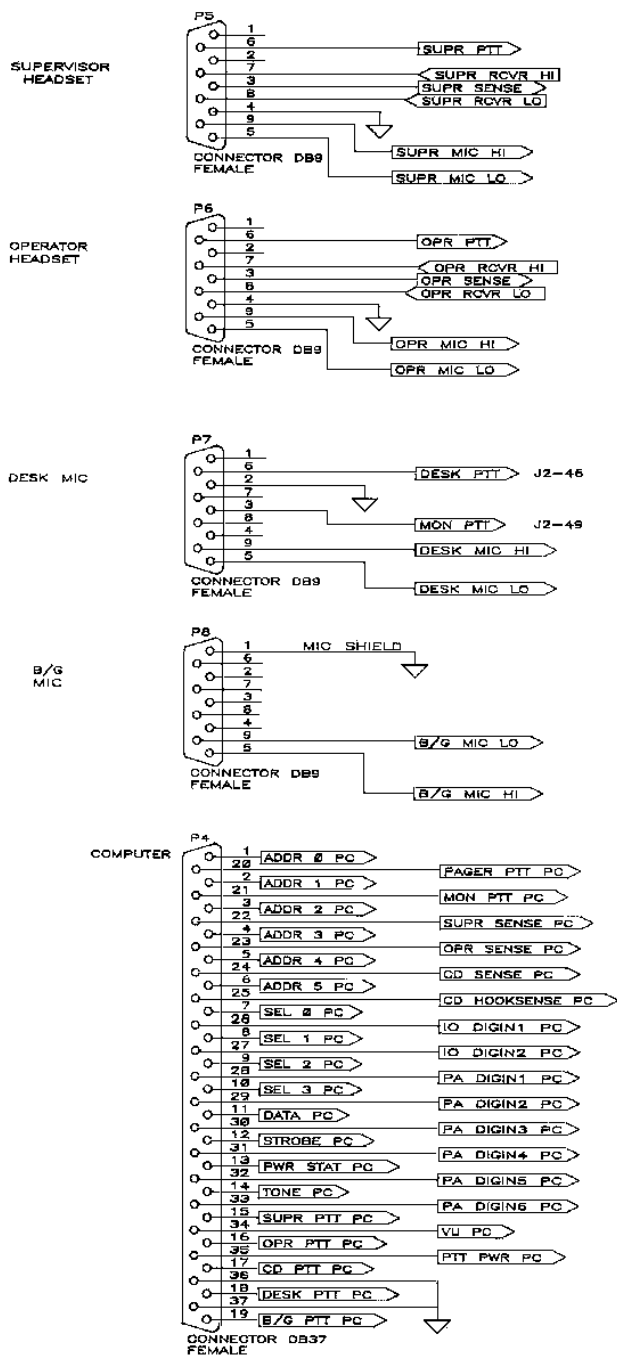 P5
1
6
SUPR PTT
2
SUPERVISOR
HEADSET
7
SUPR RCVR HI
3
SUPR SENSE
8
SUPR RCVR LO
4
9
5
CONNECTOR DB9
FEMALE
SUPR MIC HI
SUPR MIC LO
P6
1
6
OPR PTT
OPERATOR
HEADSET
2
7
OPR RCVR HI
3
OPR SENSE
8
OPR RCVR LO
4
9
5
CONNECTOR DB9
FEMALE
OPR MIC HI
OPR MIC LO
P7
1
6
DESK PTT J2-46
DESK MIC
2
7
3
8
MON PTT J2-49
4
9
DESK MIC HI
5
CONNECTOR DB9
FEMALE
DESK MIC LO
P8
1
MIC SHIELD
6
B/G
MIC
2
7
3
8
4
9
B/G MIC LO
5
CONNECTOR DB9
FEMALE
B/G MIC HI
P4
COMPUTER
1 ADDR 0 PC
20 PAGER PTT PC
2 ADDR 1 PC
21 MON PTT PC
3 ADDR 2 PC
22 SUPR SENSE PC
4 ADDR 3 PC
23 OPR SENSE PC
5 ADDR 4 PC
24 CD SENSE PC
6 ADDR 5 PC
25 CD HOOKSENSE PC
7 SEL 0 PC
26 IO DIGIN1 PC
8 SEL 1 PC
27 IO DIGIN2 PC
9 SEL 2 PC
28 PA DIGIN1 PC
10 SEL 3 PC
29 PA DIGIN2 PC
11 DATA PC
30 PA DIGIN3 PC
12 STROBE PC
31 PA DIGIN4 PC
13 PWR STAT PC
32 PA DIGIN5 PC
14 TONE PC
33 PA DIGIN6 PC
15 SUPR PTT PC
34 VU PC
16 OPR PTT PC
35 PTT PWR PC
17 CD PTT PC
36
18 DESK PTT PC
37
19 B/G PTT PC
CONNECTOR DB37
FEMALE